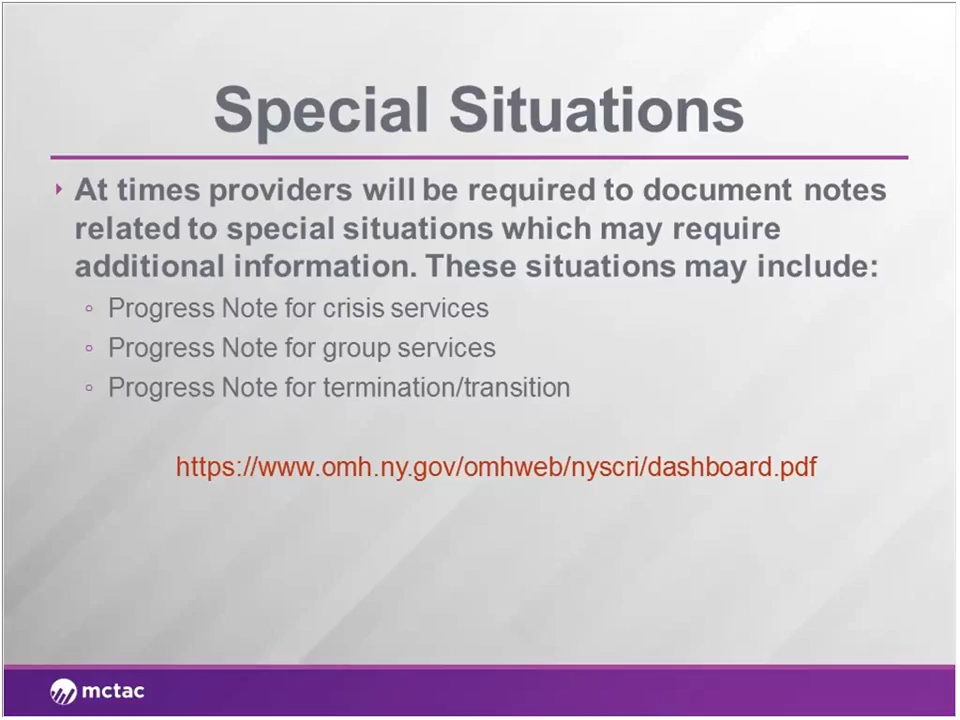 Special Situations
At times providers will be required to document notes
related to special situations which may require
additional information. These situations may include:
Progress Note for crisis services
Progress Note for group services
Progress Note for termination/transition
https://www.omh.ny.gov/omhweb/nyscri/dashboard.pdf
mctac